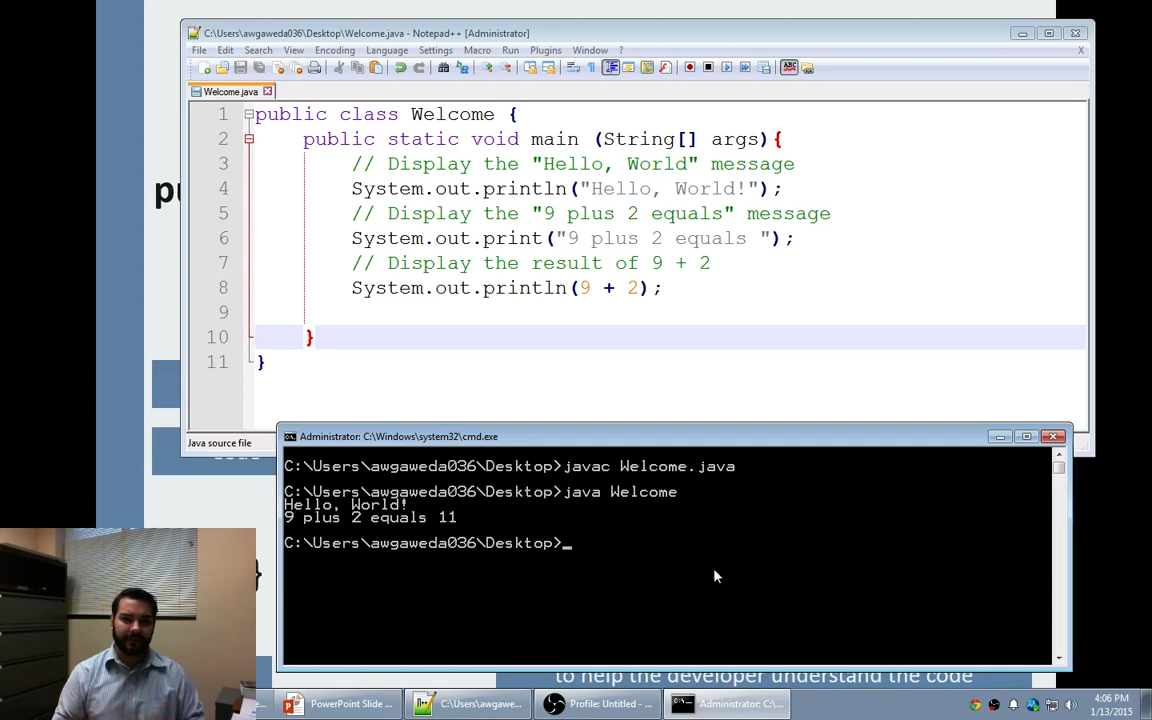 C:\Users\awgaweda036\Desktop\Welcome.java - Notepad++ [Administrator]
File Edit Search View Encoding Language Settings Macro Run Plugins Window ? X
Welcome.java
1 public class Welcome {
2 public static void main (String[] args){
3 // Display the "Hello, World" message
4 System.out.println("Hello, World!");
5 // Display the "9 plus 2 equals" message
6 System.out.print("9 plus 2 equals ");
7 // Display the result of 9 + 2
8 System.out.println(9 + 2);
9
10 }
11 }
Java source file
Administrator: C:\Windows\system32\cmd.exe
C:\Users\awgaweda036\Desktop>javac Welcome.java
C:\Users\awgaweda036\Desktop>java Welcome
Hello, World!
9 plus 2 equals 11
C:\Users\awgaweda036\Desktop>_
}
to help the developer understand the code
PowerPoint Slide ... C:\Users\awgawe... Profile: Untitled - ... Administrator: C:\...
4:06 PM
1/13/2015